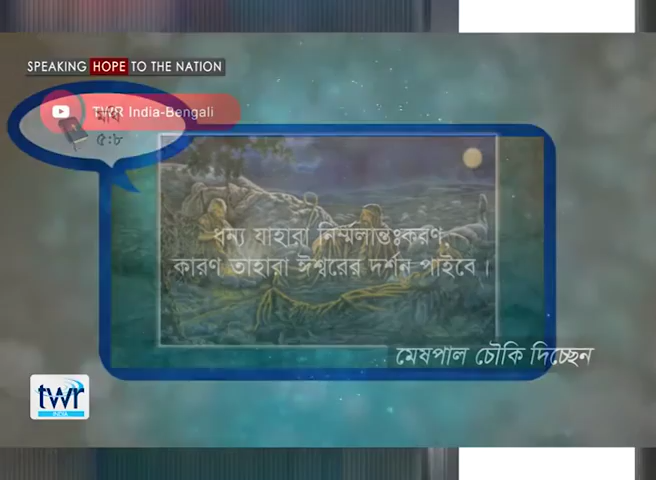 SPEAKING HOPE TO THE NATION
TWR India-Bengali
মথি
৫:৮
ধন্য যাহারা নির্ম্মলান্তঃকরণ
কারণ তাহারা ঈশ্বরের দর্শন পাইবে।
মেষপাল চৌকি দিচ্ছেন
twr
INDIA